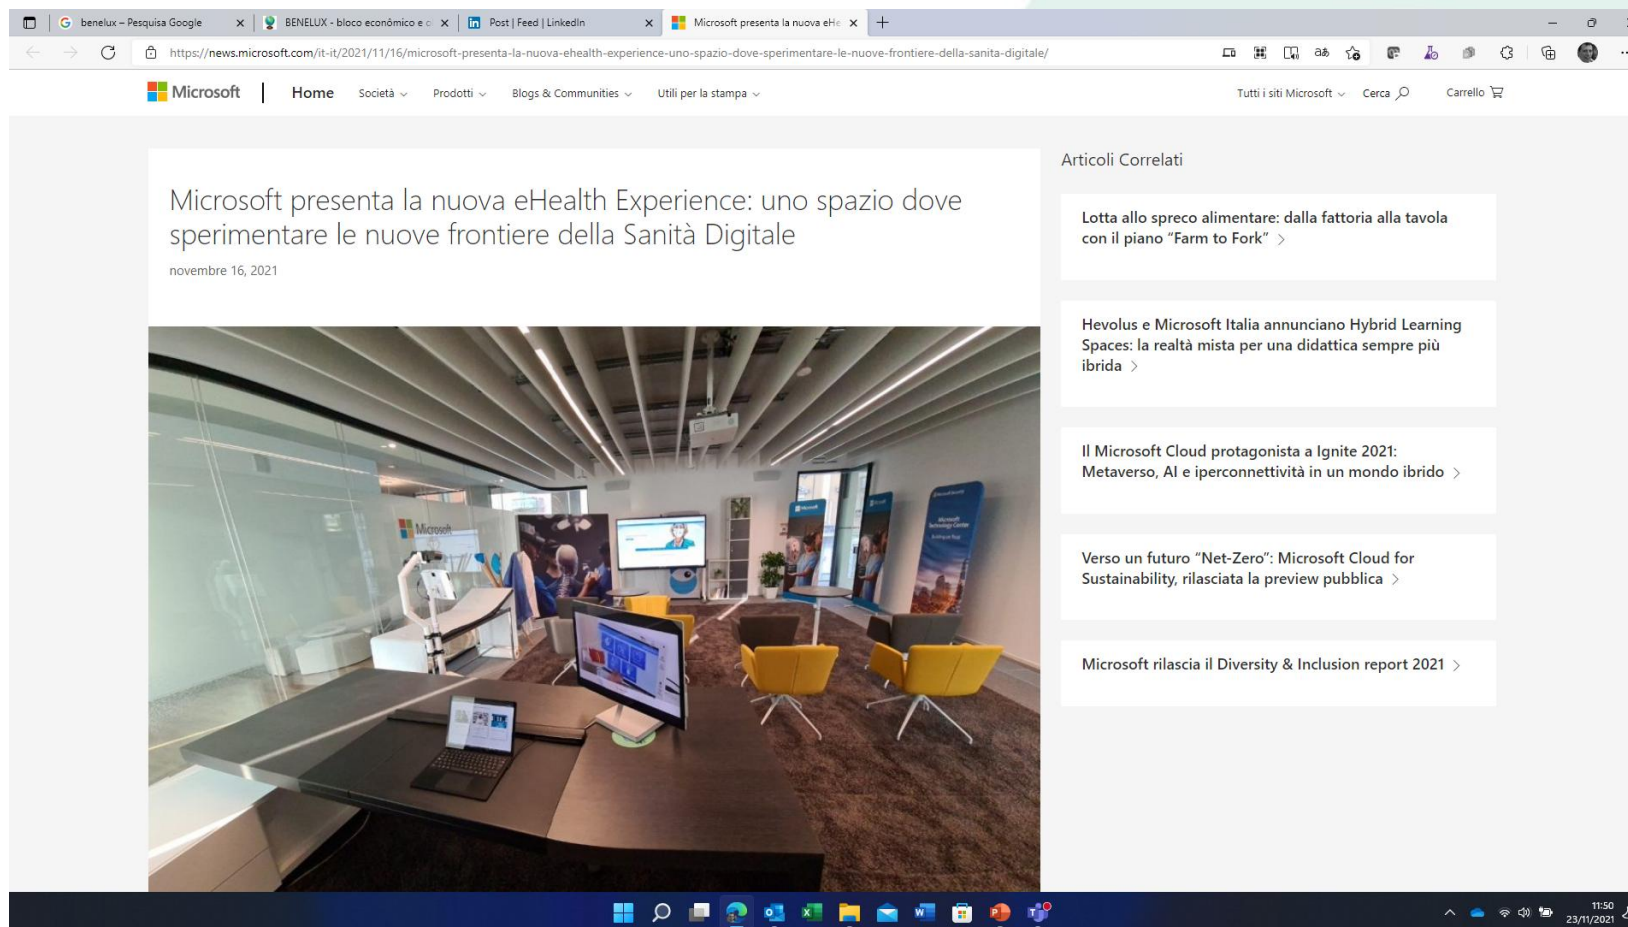 benelux – Pesquisa Google
BENELUX - bloco econômico e o
Post | Feed | LinkedIn
Microsoft presenta la nuova eHe
https://news.microsoft.com/it-it/2021/11/16/microsoft-presenta-la-nuova-ehealth-experience-uno-spazio-dove-sperimentare-le-nuove-frontiere-della-sanita-digitale/
Microsoft
Home
Società
Prodotti
Blogs & Communities
Utili per la stampa
Tutti i siti Microsoft
Cerca
Carrello
Microsoft presenta la nuova eHealth Experience: uno spazio dove
sperimentare le nuove frontiere della Sanità Digitale
novembre 16, 2021
Microsoft
Microsoft
Technology Center
Articoli Correlati
Lotta allo spreco alimentare: dalla fattoria alla tavola
con il piano “Farm to Fork”
Hevolus e Microsoft Italia annunciano Hybrid Learning
Spaces: la realtà mista per una didattica sempre più
ibrida
Il Microsoft Cloud protagonista a Ignite 2021:
Metaverso, AI e iperconnettività in un mondo ibrido
Verso un futuro “Net-Zero”: Microsoft Cloud for
Sustainability, rilasciata la preview pubblica
Microsoft rilascia il Diversity & Inclusion report 2021
11:50
23/11/2021